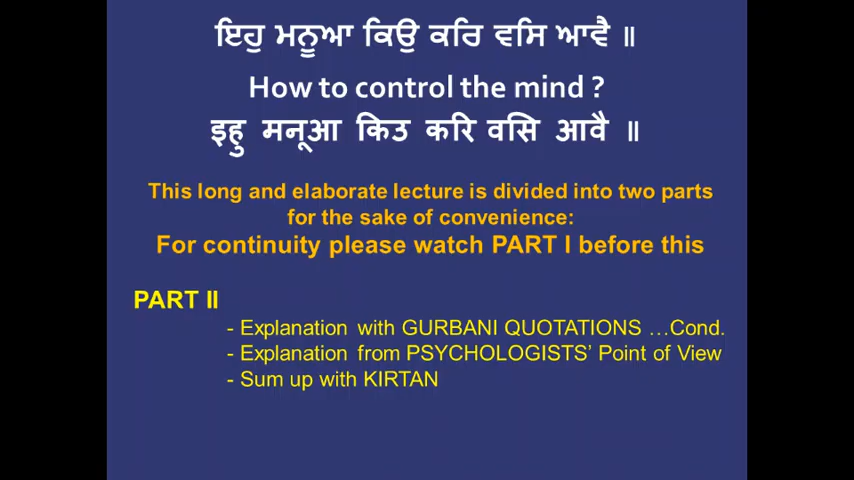 ਇਹੁ ਮਨੂਆ ਕਿਉ ਕਰਿ ਵਸਿ ਆਵੈ ॥
How to control the mind ?
इहु मनूआ किउ करि वसि आवै ॥
This long and elaborate lecture is divided into two parts
for the sake of convenience:
For continuity please watch PART I before this
PART II
- Explanation with GURBANI QUOTATIONS …Cond.
- Explanation from PSYCHOLOGISTS’ Point of View
- Sum up with KIRTAN